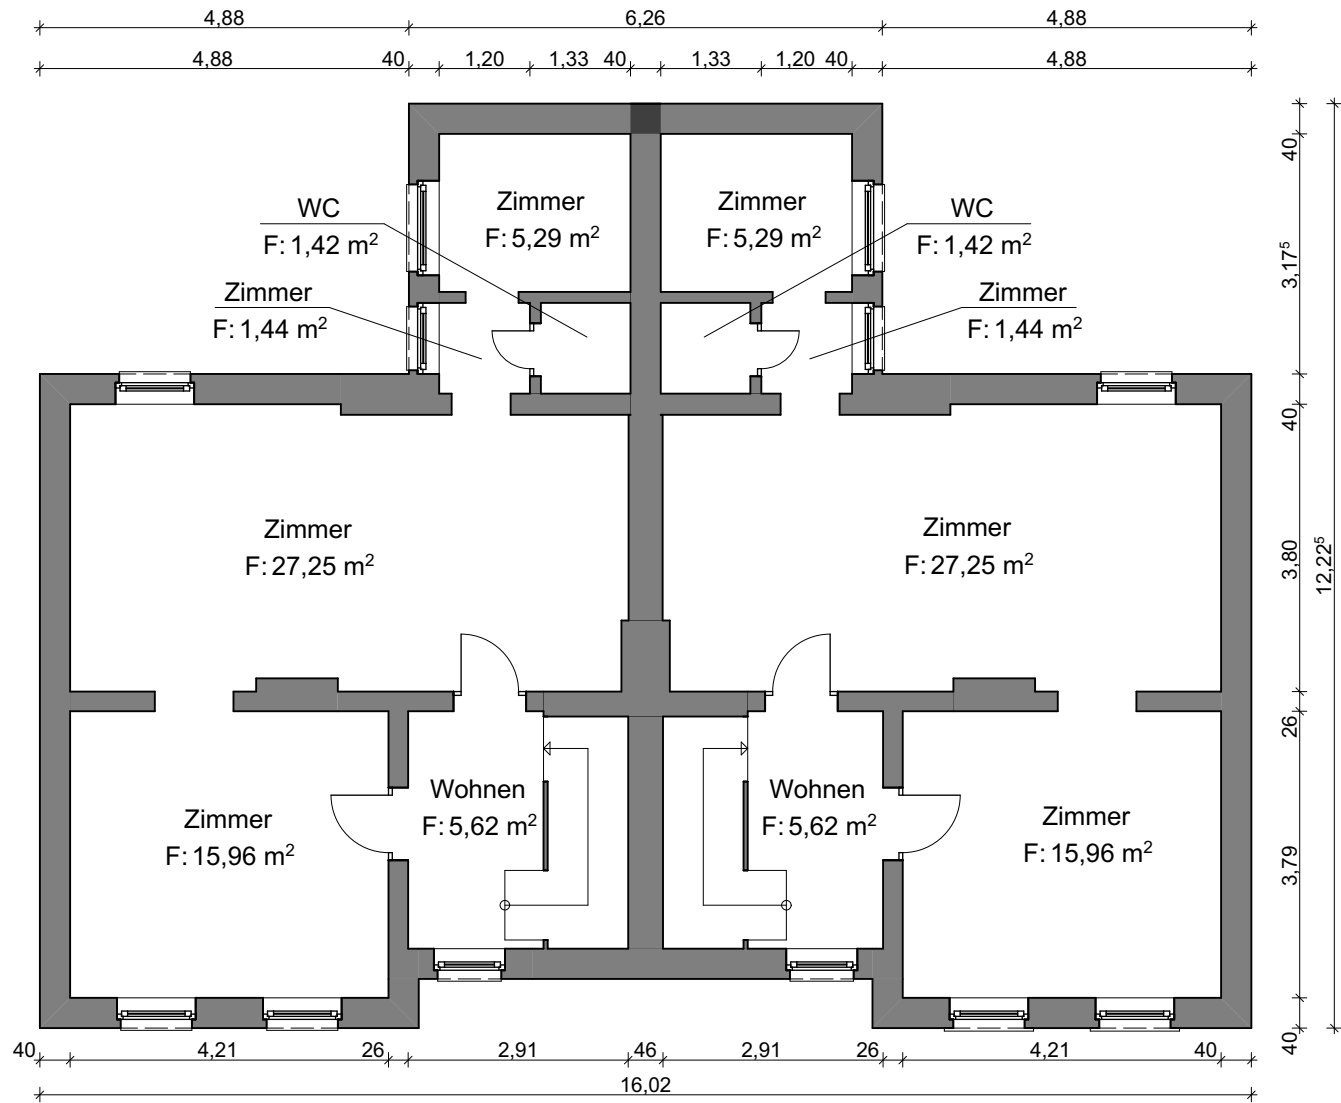 4,88 6,26 4,88
4,88 40 1,20 1,33 40 1,33 1,20 40 4,88
Zimmer
F: 5,29 m²
Zimmer
F: 5,29 m²
WC
F: 1,42 m²
WC
F: 1,42 m²
Zimmer
F: 1,44 m²
Zimmer
F: 1,44 m²
Zimmer
F: 27,25 m²
Zimmer
F: 27,25 m²
Wohnen
F: 5,62 m²
Wohnen
F: 5,62 m²
Zimmer
F: 15,96 m²
Zimmer
F: 15,96 m²
40
3,17⁵
40
3,80
26
3,79
40
12,22⁵
40 4,21 26 2,91 46 2,91 26 4,21 40
16,02